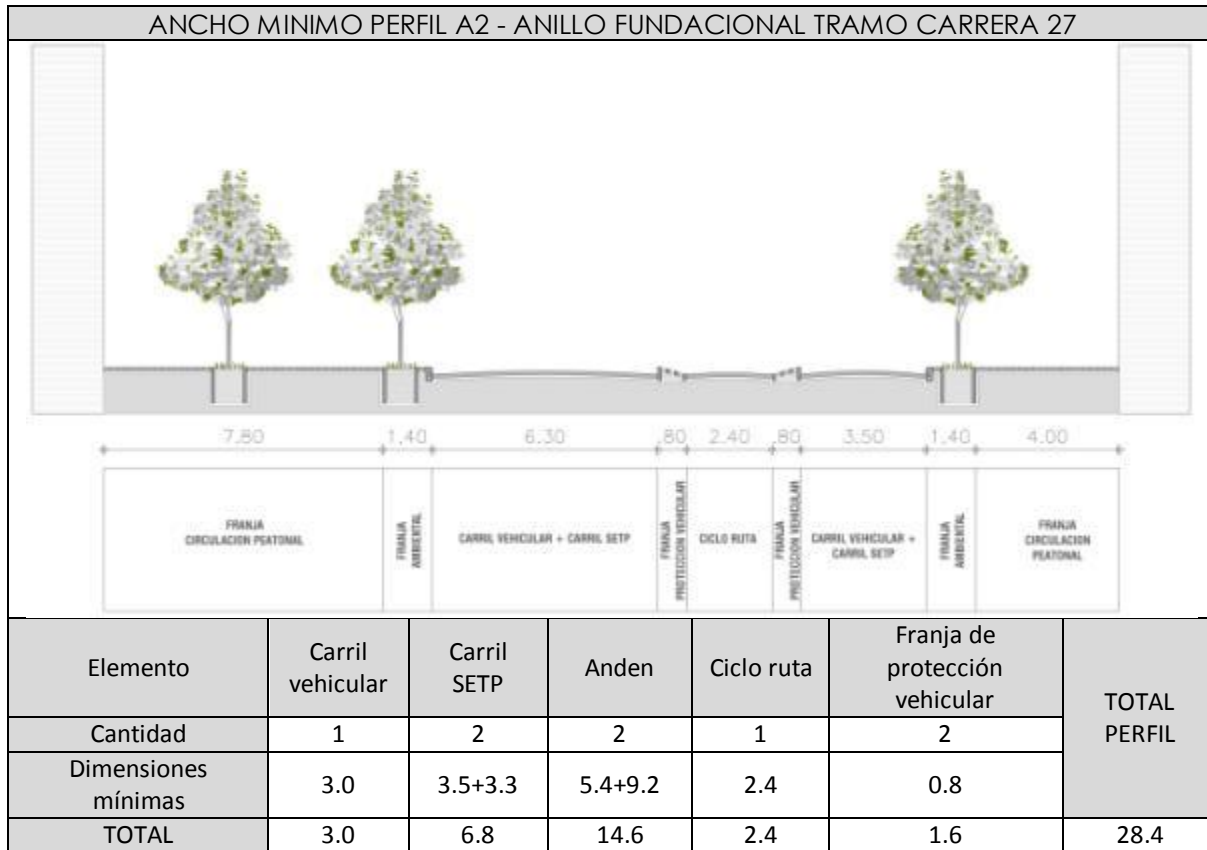 ANCHO MINIMO PERFIL A2 - ANILLO FUNDACIONAL TRAMO CARRERA 27
7.80 1.40 6.30 .80 2.40 .80 3.50 1.40 4.00
FRANJA
CIRCULACION PEATONAL
FRANJA
AMBIENTAL
CARRIL VEHICULAR + CARRIL SETP
FRANJA
PROTECCION VEHICULAR
CICLO RUTA
FRANJA
PROTECCION VEHICULAR
CARRIL VEHICULAR +
CARRIL SETP
FRANJA
AMBIENTAL
FRANJA
CIRCULACION
PEATONAL
Elemento
Carril
vehicular
Carril
SETP
Anden
Ciclo ruta
Franja de
protección
vehicular
TOTAL
PERFIL
Cantidad 1 2 2 1 2
Dimensiones
mínimas
3.0 3.5+3.3 5.4+9.2 2.4 0.8
TOTAL 3.0 6.8 14.6 2.4 1.6 28.4